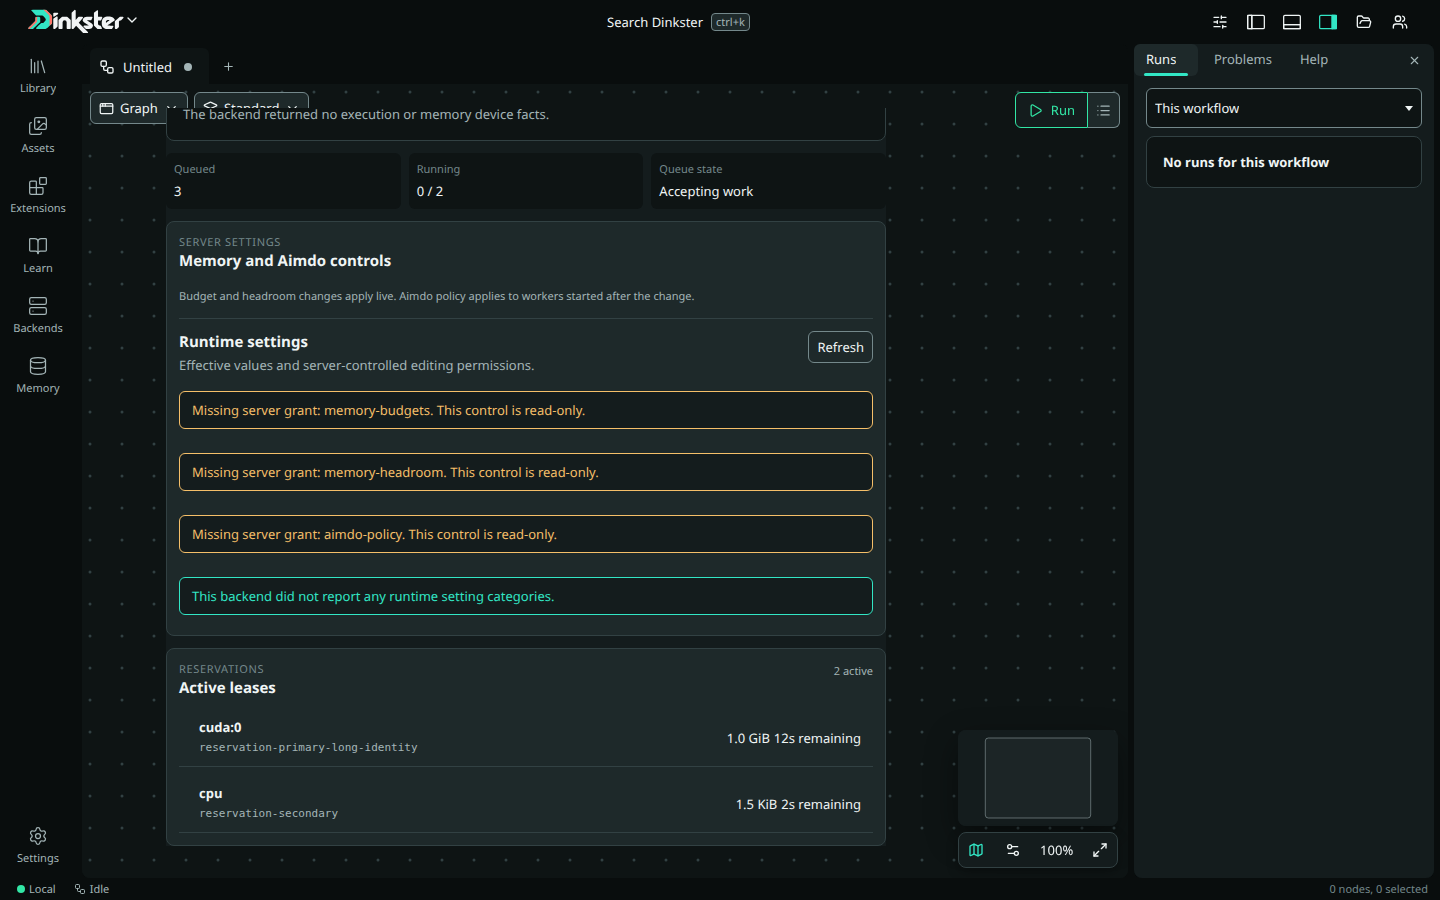 Dinkster
Search Dinkster ctrl+k
Library
Assets
Extensions
Learn
Backends
Memory
Settings
Untitled
Graph
Standard
Run
The backend returned no execution or memory device facts.
Queued
3
Running
0 / 2
Queue state
Accepting work
SERVER SETTINGS
Memory and Aimdo controls
Budget and headroom changes apply live. Aimdo policy applies to workers started after the change.
Runtime settings
Effective values and server-controlled editing permissions.
Refresh
Missing server grant: memory-budgets. This control is read-only.
Missing server grant: memory-headroom. This control is read-only.
Missing server grant: aimdo-policy. This control is read-only.
This backend did not report any runtime setting categories.
RESERVATIONS
2 active
Active leases
cuda:0
reservation-primary-long-identity
1.0 GiB 12s remaining
cpu
reservation-secondary
1.5 KiB 2s remaining
100%
Runs
Problems
Help
This workflow
No runs for this workflow
Local
Idle
0 nodes, 0 selected